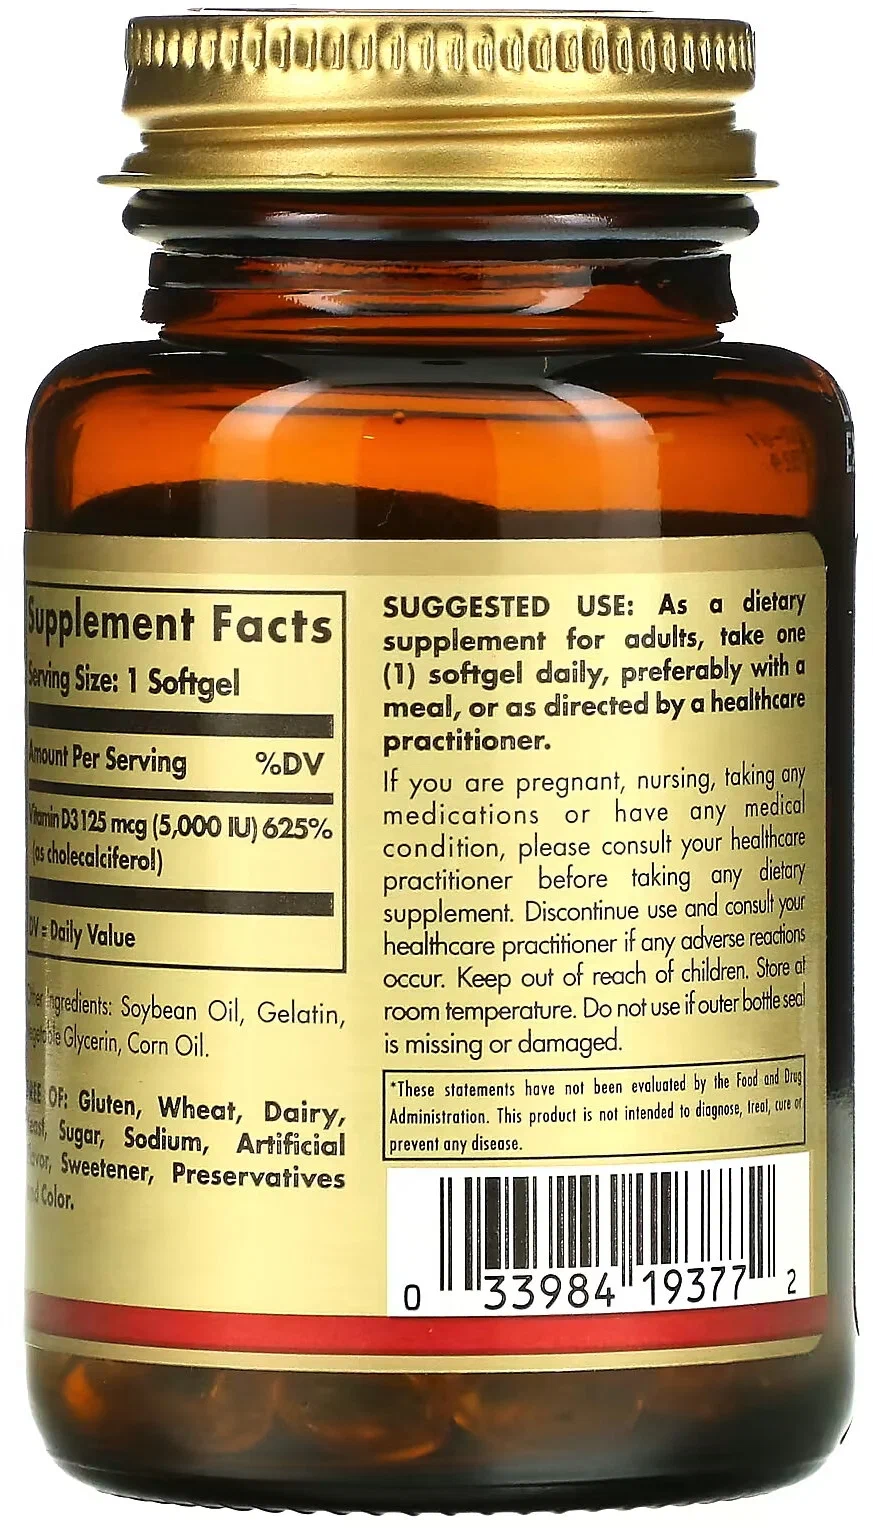 Supplement Facts
Serving Size: 1 Softgel
Amount Per Serving %DV
Vitamin D3 125 mcg (5,000 IU) 625%
(as cholecalciferol)
DV = Daily Value
Other Ingredients: Soybean Oil, Gelatin,
Vegetable Glycerin, Corn Oil.
FREE OF: Gluten, Wheat, Dairy,
Yeast, Sugar, Sodium, Artificial
Flavor, Sweetener, Preservatives
and Color.
SUGGESTED USE: As a dietary
supplement for adults, take one
(1) softgel daily, preferably with a
meal, or as directed by a healthcare
practitioner.
If you are pregnant, nursing, taking any
medications or have any medical
condition, please consult your healthcare
practitioner before taking any dietary
supplement. Discontinue use and consult your
healthcare practitioner if any adverse reactions
occur. Keep out of reach of children. Store at
room temperature. Do not use if outer bottle seal
is missing or damaged.
*These statements have not been evaluated by the Food and Drug
Administration. This product is not intended to diagnose, treat, cure or
prevent any disease.
0 33984 19377 2